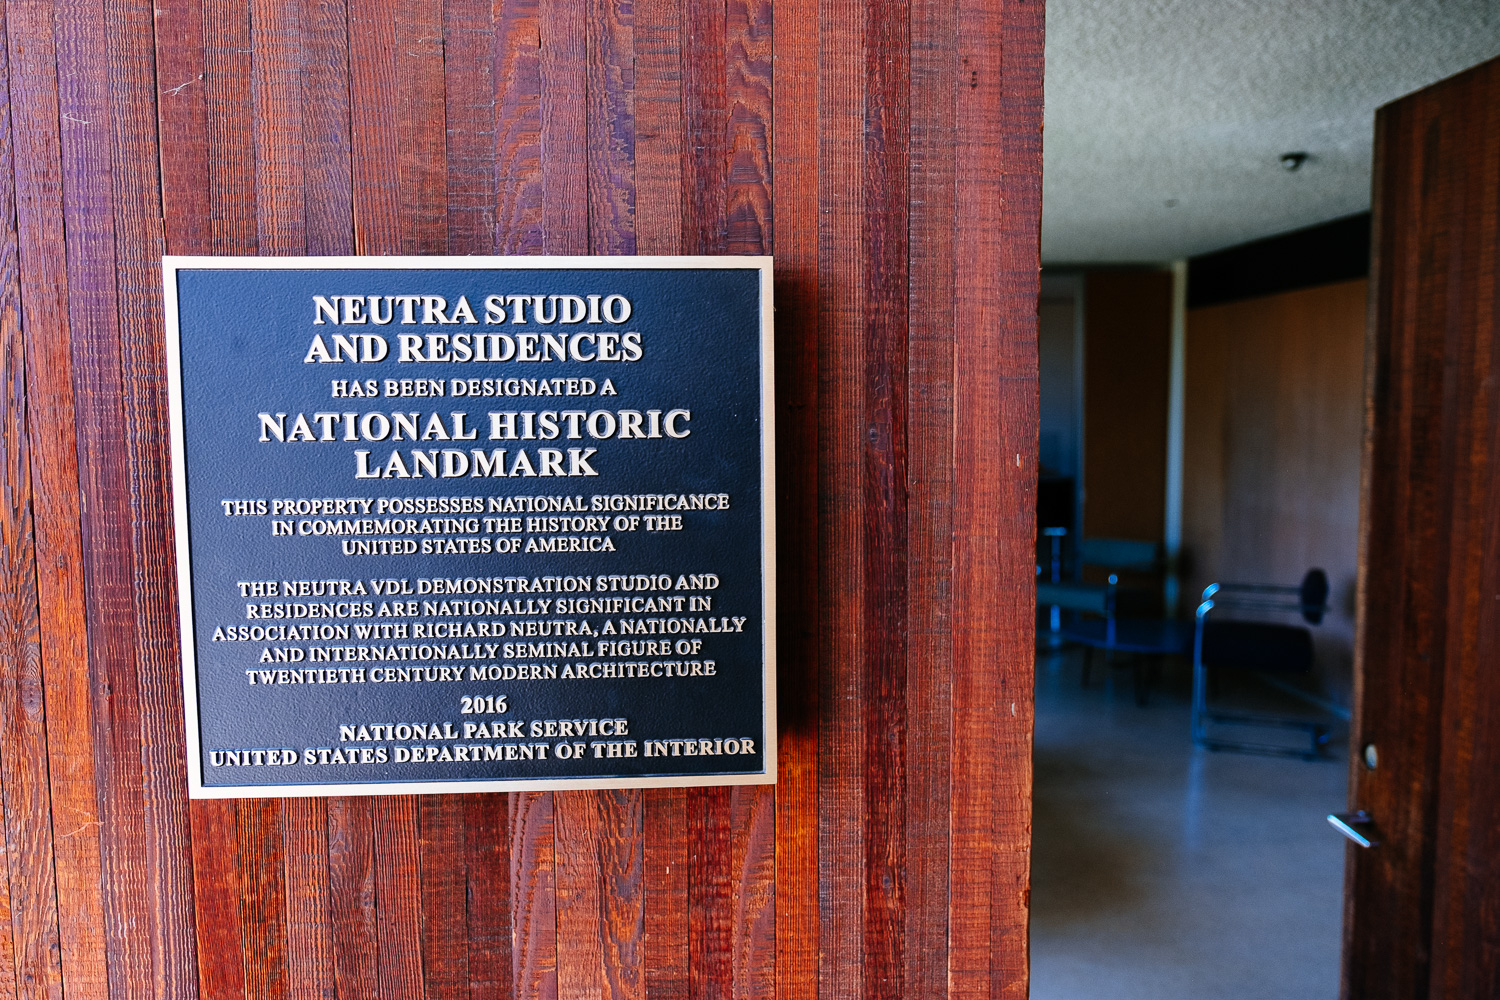 NEUTRA STUDIO
AND RESIDENCES
HAS BEEN DESIGNATED A
NATIONAL HISTORIC
LANDMARK
THIS PROPERTY POSSESSES NATIONAL SIGNIFICANCE
IN COMMEMORATING THE HISTORY OF THE
UNITED STATES OF AMERICA
THE NEUTRA VDL DEMONSTRATION STUDIO AND
RESIDENCES ARE NATIONALLY SIGNIFICANT IN
ASSOCIATION WITH RICHARD NEUTRA, A NATIONALLY
AND INTERNATIONALLY SEMINAL FIGURE OF
TWENTIETH CENTURY MODERN ARCHITECTURE
2016
NATIONAL PARK SERVICE
UNITED STATES DEPARTMENT OF THE INTERIOR